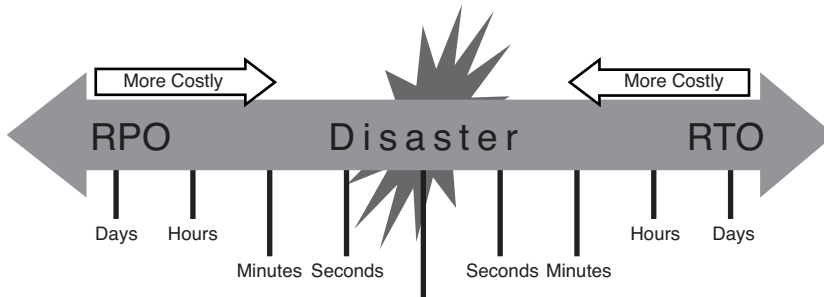 More Costly More Costly
RPO Disaster RTO
Days Hours Hours Days
Minutes Seconds Seconds Minutes